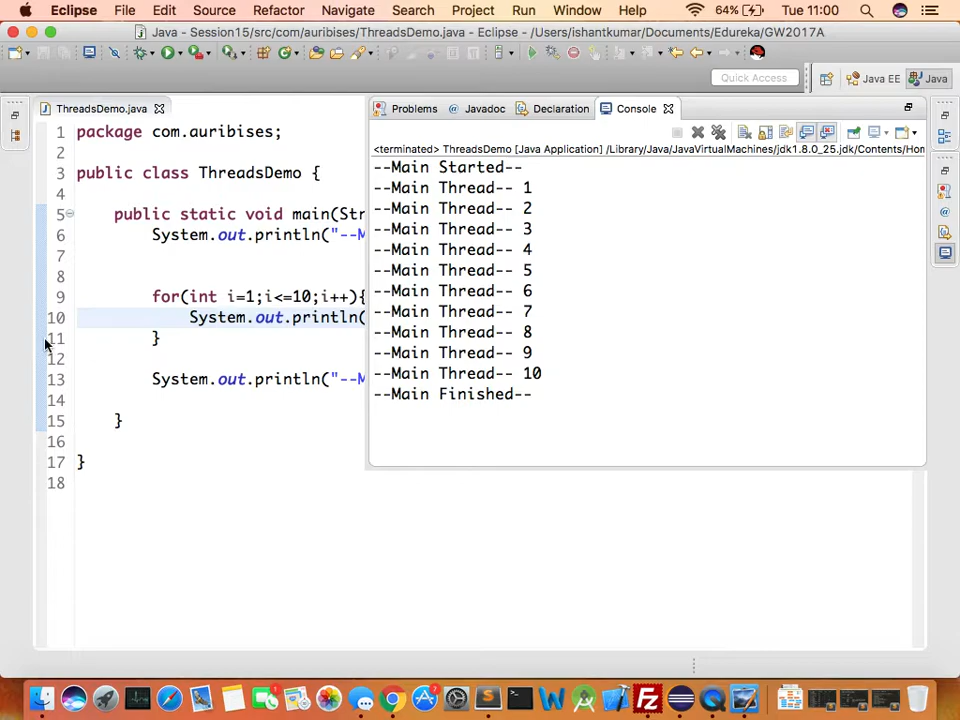 Eclipse File Edit Source Refactor Navigate Search Project Run Window Help 64% Tue 11:00
Java - Session15/src/com/auribises/ThreadsDemo.java - Eclipse - /Users/ishantkumar/Documents/Edureka/GW2017A
Quick Access Java EE Java
ThreadsDemo.java
Problems @ Javadoc Declaration Console
<terminated> ThreadsDemo [Java Application] /Library/Java/JavaVirtualMachines/jdk1.8.0_25.jdk/Contents/Hom
1 package com.auribises;
2
3 public class ThreadsDemo {
4
5 public static void main(Str
6 System.out.println("--M
7
8
9 for(int i=1;i<=10;i++){
10 System.out.println(
11 }
12
13 System.out.println("--M
14
15 }
16
17 }
18
--Main Started--
--Main Thread-- 1
--Main Thread-- 2
--Main Thread-- 3
--Main Thread-- 4
--Main Thread-- 5
--Main Thread-- 6
--Main Thread-- 7
--Main Thread-- 8
--Main Thread-- 9
--Main Thread-- 10
--Main Finished--